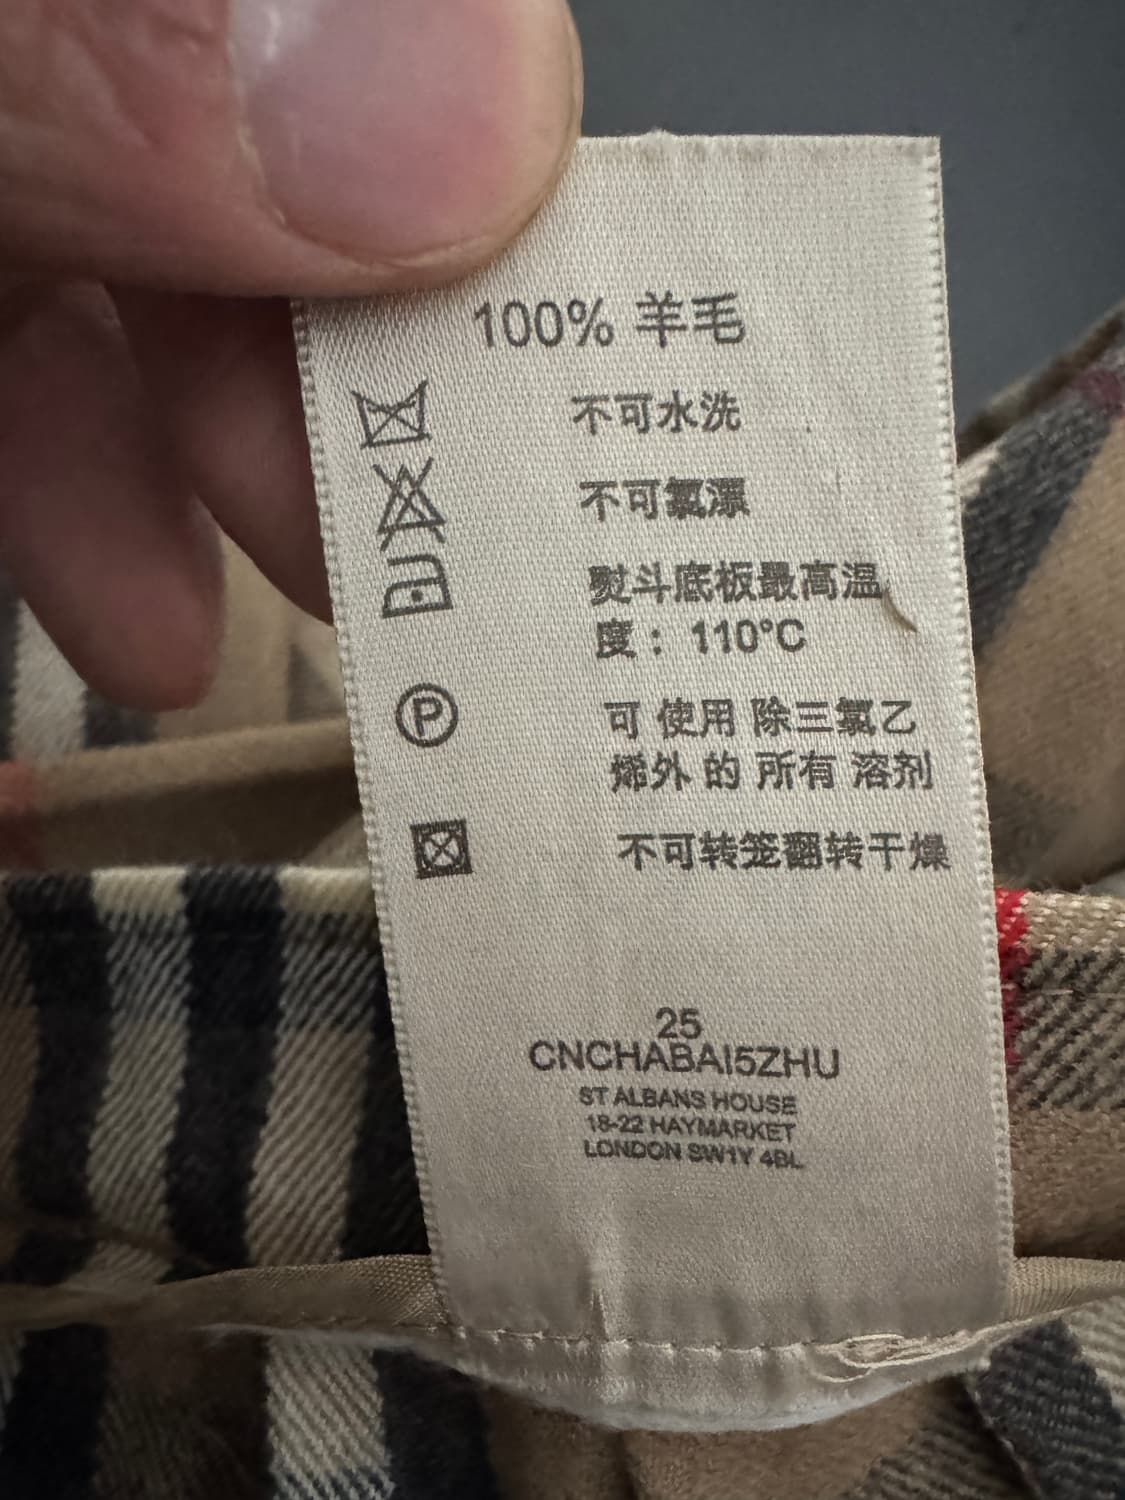 100% 羊毛
不可水洗
不可氯漂
熨斗底板最高温
度： 110°C
P
可 使用 除三氯乙
烯外 的 所有 溶剂
不可转笼翻转干燥
25
CNCHABAI5ZHU
ST ALBANS HOUSE
18-22 HAYMARKET
LONDON SW1Y 4BL